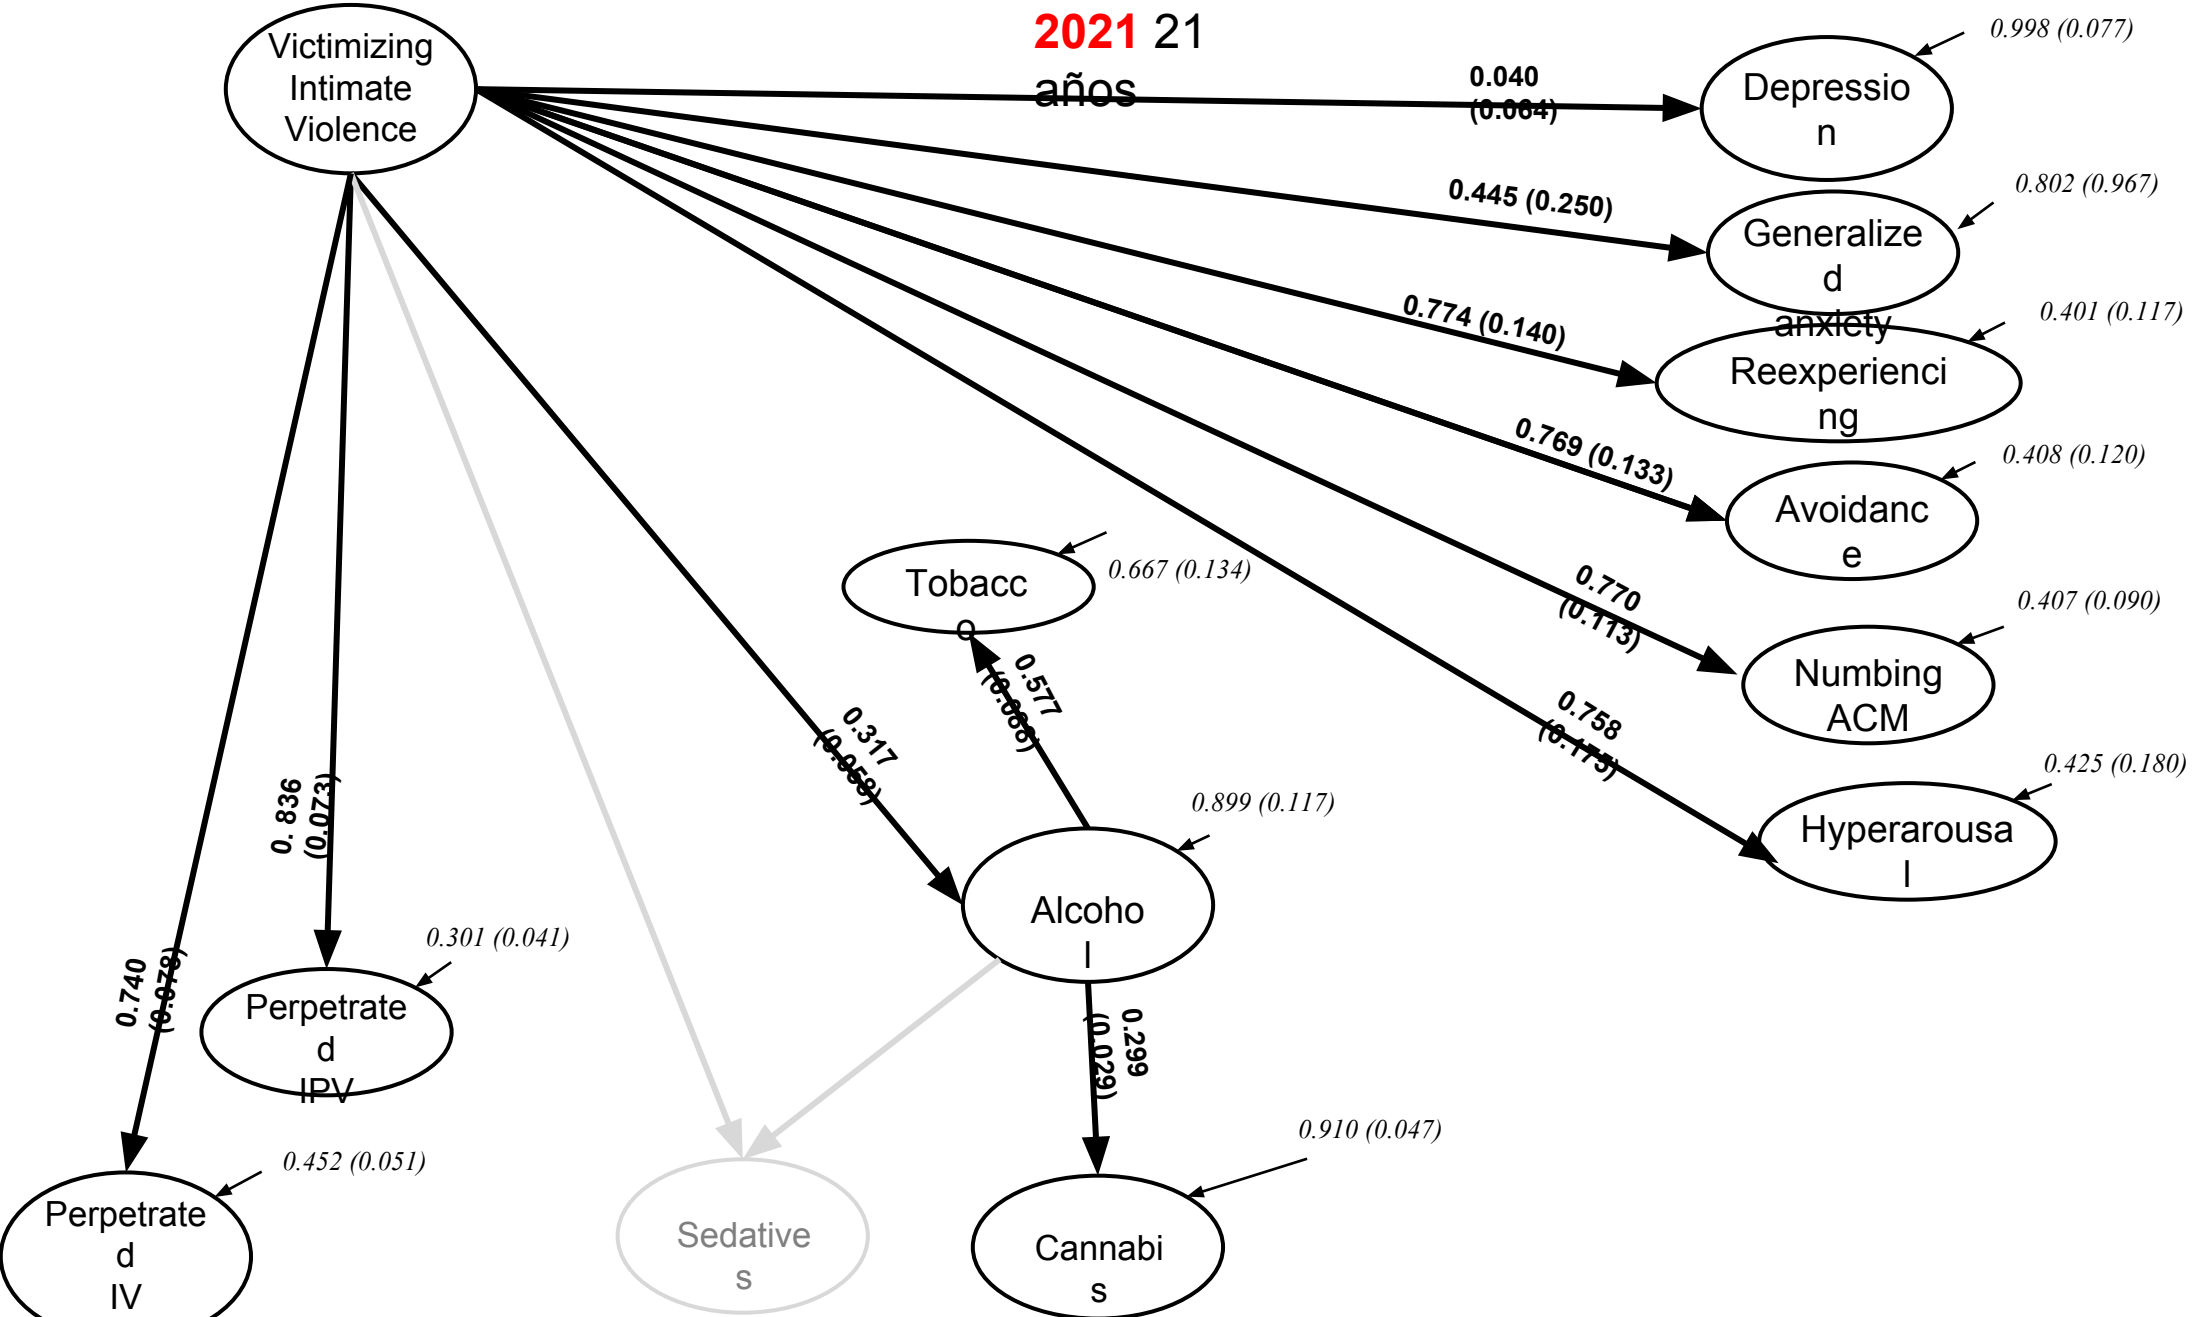 Victimizing
Intimate
Violence
2021 21
años
0.040
(0.064)
0.998 (0.077)
Depressio
n
0.445 (0.250)
0.802 (0.967)
Generalize
d
anxiety
0.774 (0.140)
0.401 (0.117)
Reexperienci
ng
0.769 (0.133)
0.408 (0.120)
Avoidanc
e
0.770
(0.113)
0.407 (0.090)
Numbing
ACM
0.758
(0.175)
0.425 (0.180)
Hyperarousa
l
Tobacc
o
0.667 (0.134)
0.577
(0.088)
0.317
(0.058)
0.899 (0.117)
Alcoho
l
0. 836
(0.073)
0.301 (0.041)
Perpetrate
d
IPV
0.740
(0.078)
0.452 (0.051)
Perpetrate
d
IV
0.299
(0.029)
0.910 (0.047)
Sedative
s
Cannabi
s